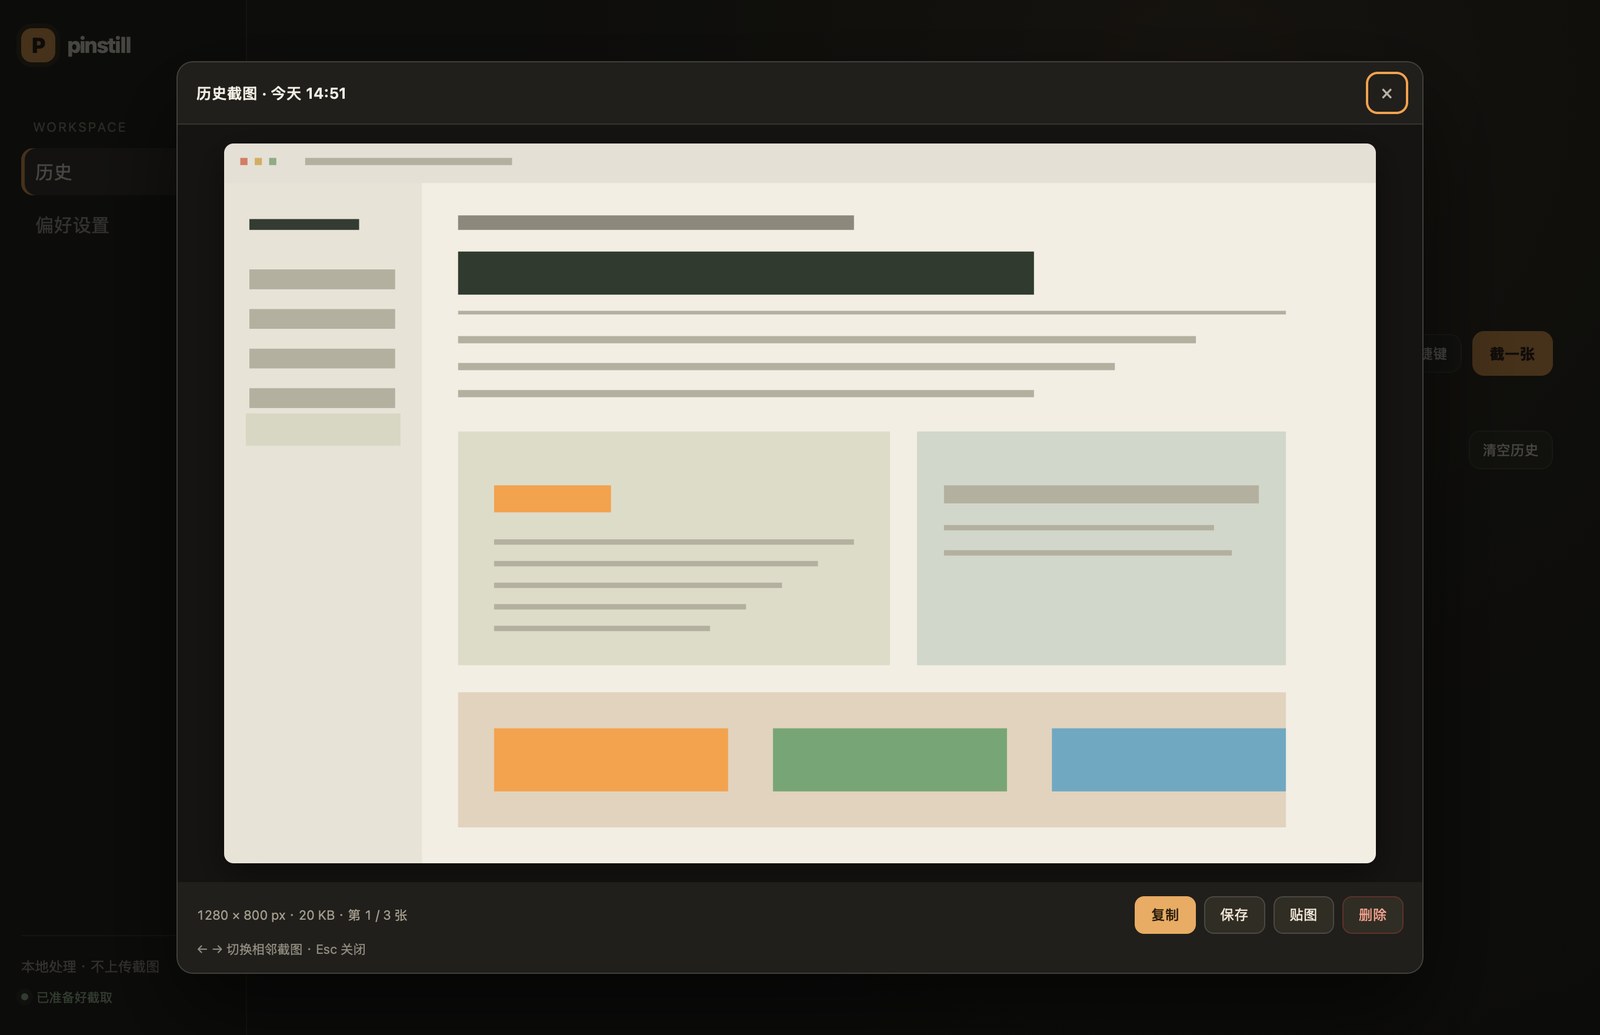 P pinstill
WORKSPACE
历史
偏好设置
历史截图 · 今天 14:51
×
捷键
截一张
清空历史
1280 × 800 px · 20 KB · 第 1 / 3 张
复制
保存
贴图
删除
← → 切换相邻截图 · Esc 关闭
本地处理 · 不上传截图
已准备好截取